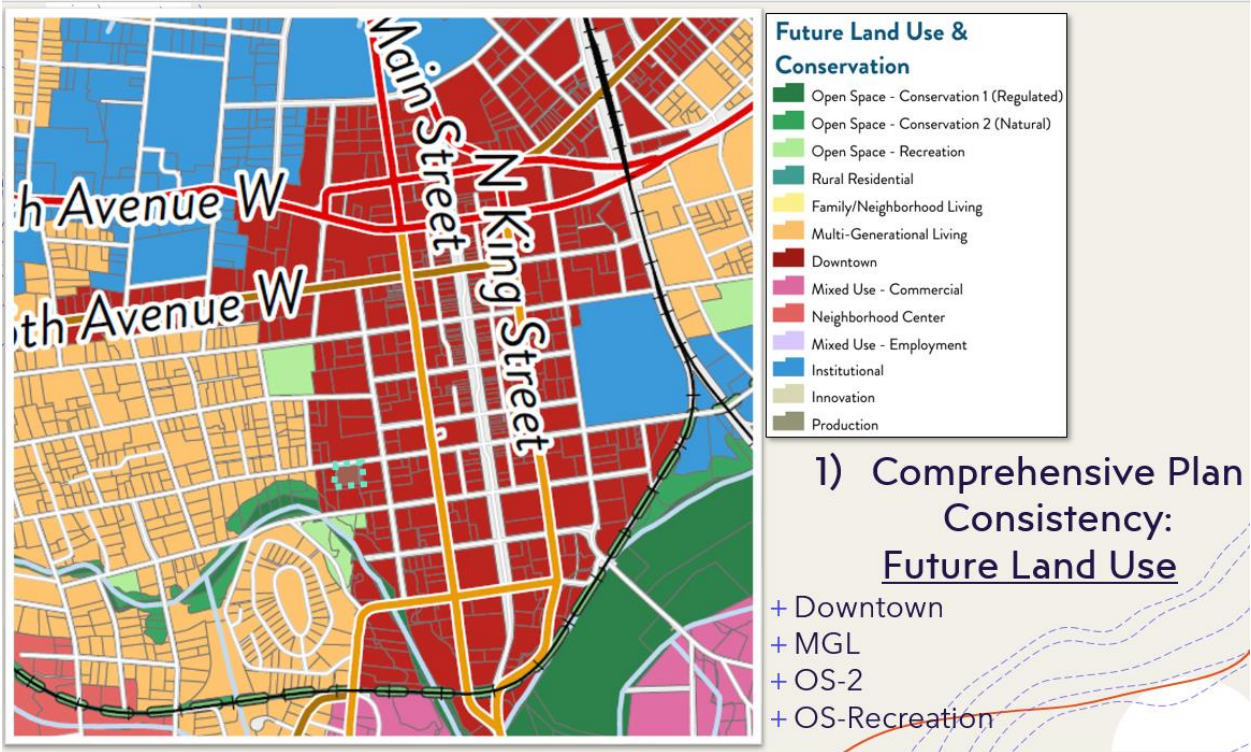 Main Street
N King Street
h Avenue W
6th Avenue W
Future Land Use &
Conservation
Open Space - Conservation 1 (Regulated)
Open Space - Conservation 2 (Natural)
Open Space - Recreation
Rural Residential
Family/Neighborhood Living
Multi-Generational Living
Downtown
Mixed Use - Commercial
Neighborhood Center
Mixed Use - Employment
Institutional
Innovation
Production
1) Comprehensive Plan
Consistency:
Future Land Use
+ Downtown
+ MGL
+ OS-2
+ OS-Recreation